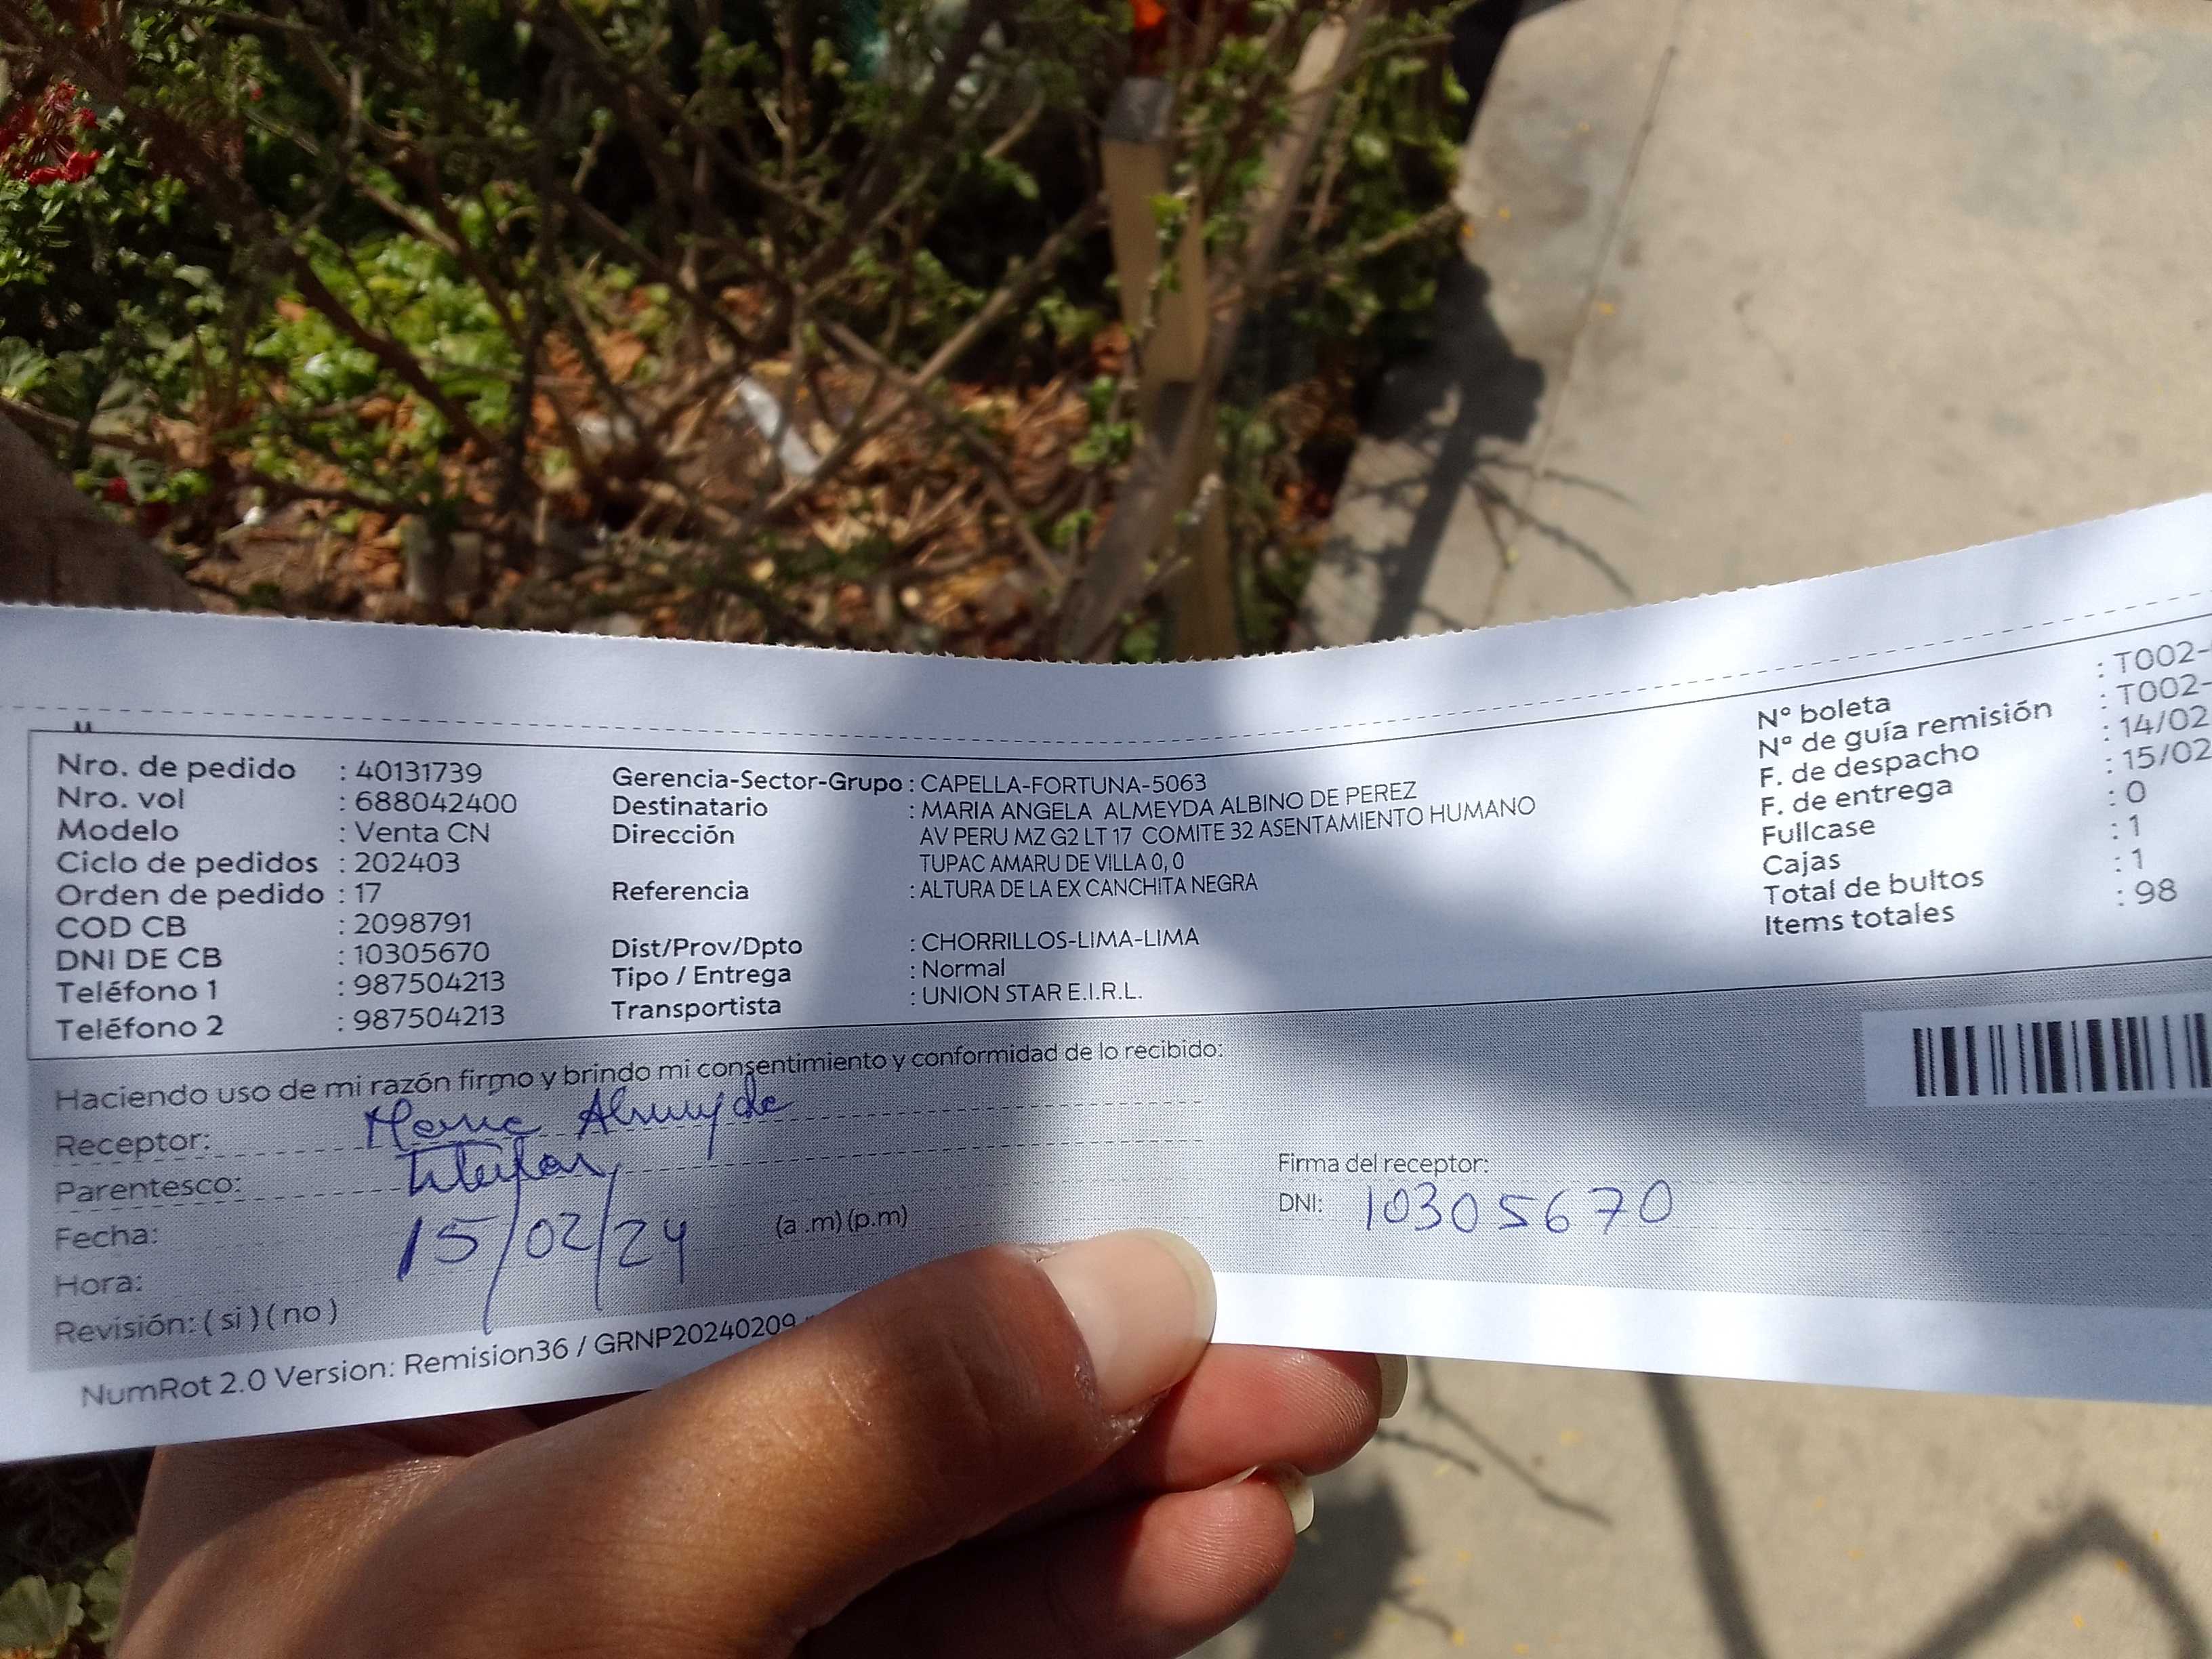 Nro. de pedido : 40131739
Nro. vol : 688042400
Modelo : Venta CN
Ciclo de pedidos : 202403
Orden de pedido : 17
COD CB : 2098791
DNI DE CB : 10305670
Teléfono 1 : 987504213
Teléfono 2 : 987504213
Gerencia-Sector-Grupo : CAPELLA-FORTUNA-5063
Destinatario : MARIA ANGELA ALMEYDA ALBINO DE PEREZ
Dirección AV PERU MZ G2 LT 17 COMITE 32 ASENTAMIENTO HUMANO
TUPAC AMARU DE VILLA 0, 0
Referencia : ALTURA DE LA EX CANCHITA NEGRA
Dist/Prov/Dpto : CHORRILLOS-LIMA-LIMA
Tipo / Entrega : Normal
Transportista : UNION STAR E.I.R.L.
N° boleta : T002-
N° de guía remisión : T002-
F. de despacho : 14/02
F. de entrega : 15/02
Fullcase : 0
Cajas : 1
Total de bultos : 1
Items totales : 98
Haciendo uso de mi razón firmo y brindo mi consentimiento y conformidad de lo recibido:
Receptor: Maria Almeyda
Parentesco: titular
Fecha: 15/02/24 (a .m) (p.m)
Hora:
Revisión: ( si ) ( no )
Firma del receptor:
DNI: 10305670
NumRot 2.0 Version: Remision36 / GRNP20240209